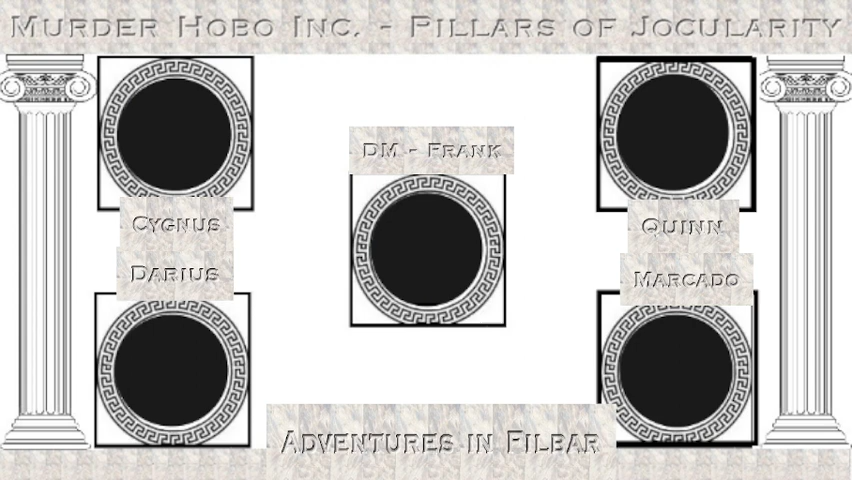 Murder Hobo Inc. - Pillars of Jocularity
DM - Frank
Cygnus
Quinn
Darius
Marcado
Adventures in Filbar